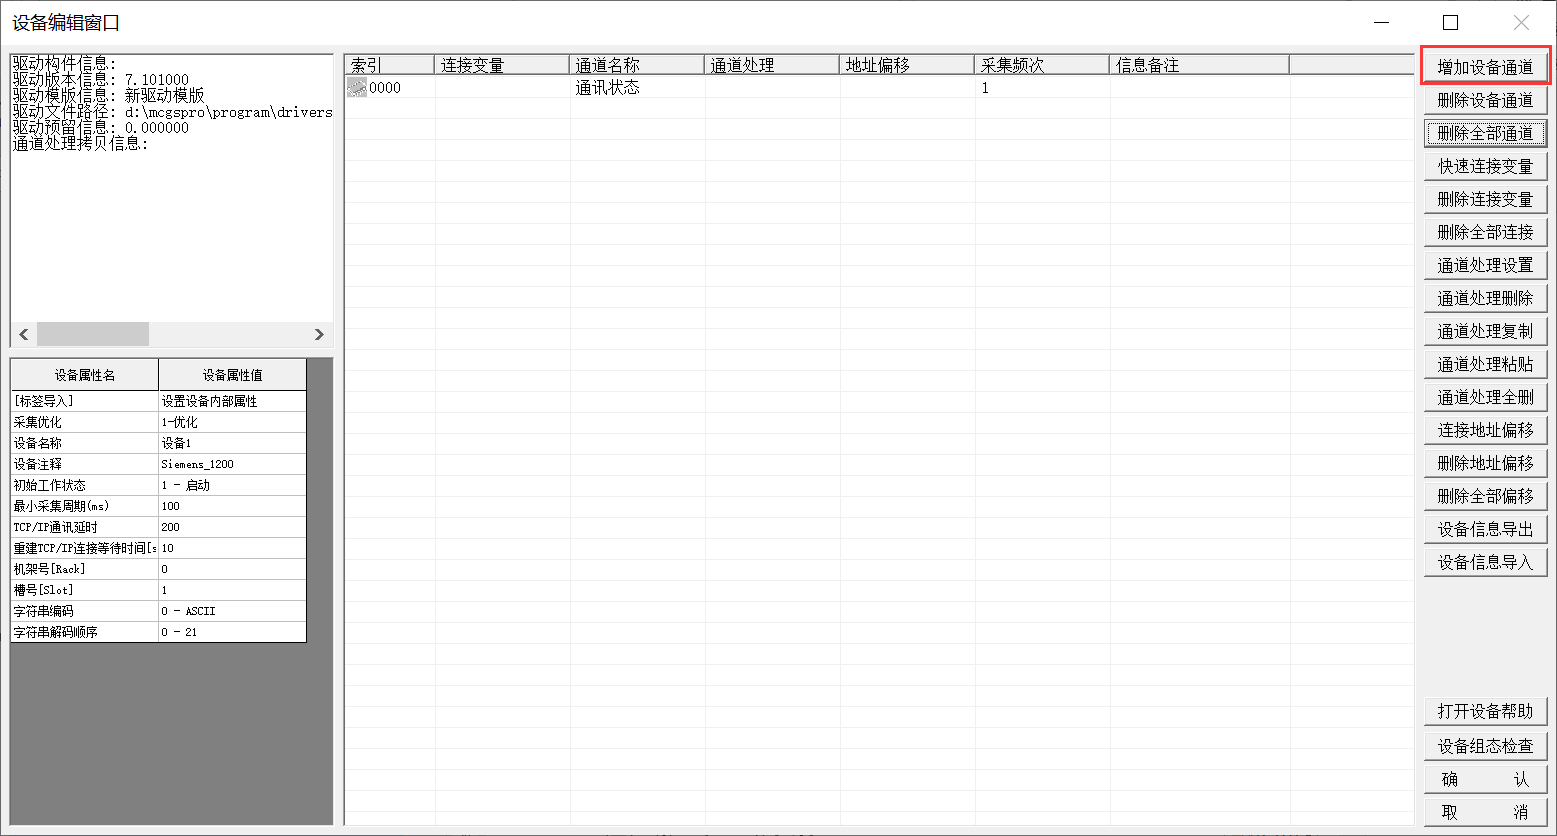 设备编辑窗口
驱动构件信息:
驱动版本信息: 7.101000
驱动模版信息: 新驱动模版
驱动文件路径: d:\mcgspro\program\drivers
驱动预留信息: 0.000000
通道处理拷贝信息:
设备属性名 设备属性值
[标签导入] 设置设备内部属性
采集优化 1-优化
设备名称 设备1
设备注释 Siemens_1200
初始工作状态 1 - 启动
最小采集周期(ms) 100
TCP/IP通讯延时 200
重建TCP/IP连接等待时间[s 10
机架号[Rack] 0
槽号[Slot] 1
字符串编码 0 - ASCII
字符串解码顺序 0 - 21
索引 连接变量 通道名称 通道处理 地址偏移 采集频次 信息备注
0000 通讯状态 1
增加设备通道
删除设备通道
删除全部通道
快速连接变量
删除连接变量
删除全部连接
通道处理设置
通道处理删除
通道处理复制
通道处理粘贴
通道处理全删
连接地址偏移
删除地址偏移
删除全部偏移
设备信息导出
设备信息导入
打开设备帮助
设备组态检查
确 认
取 消